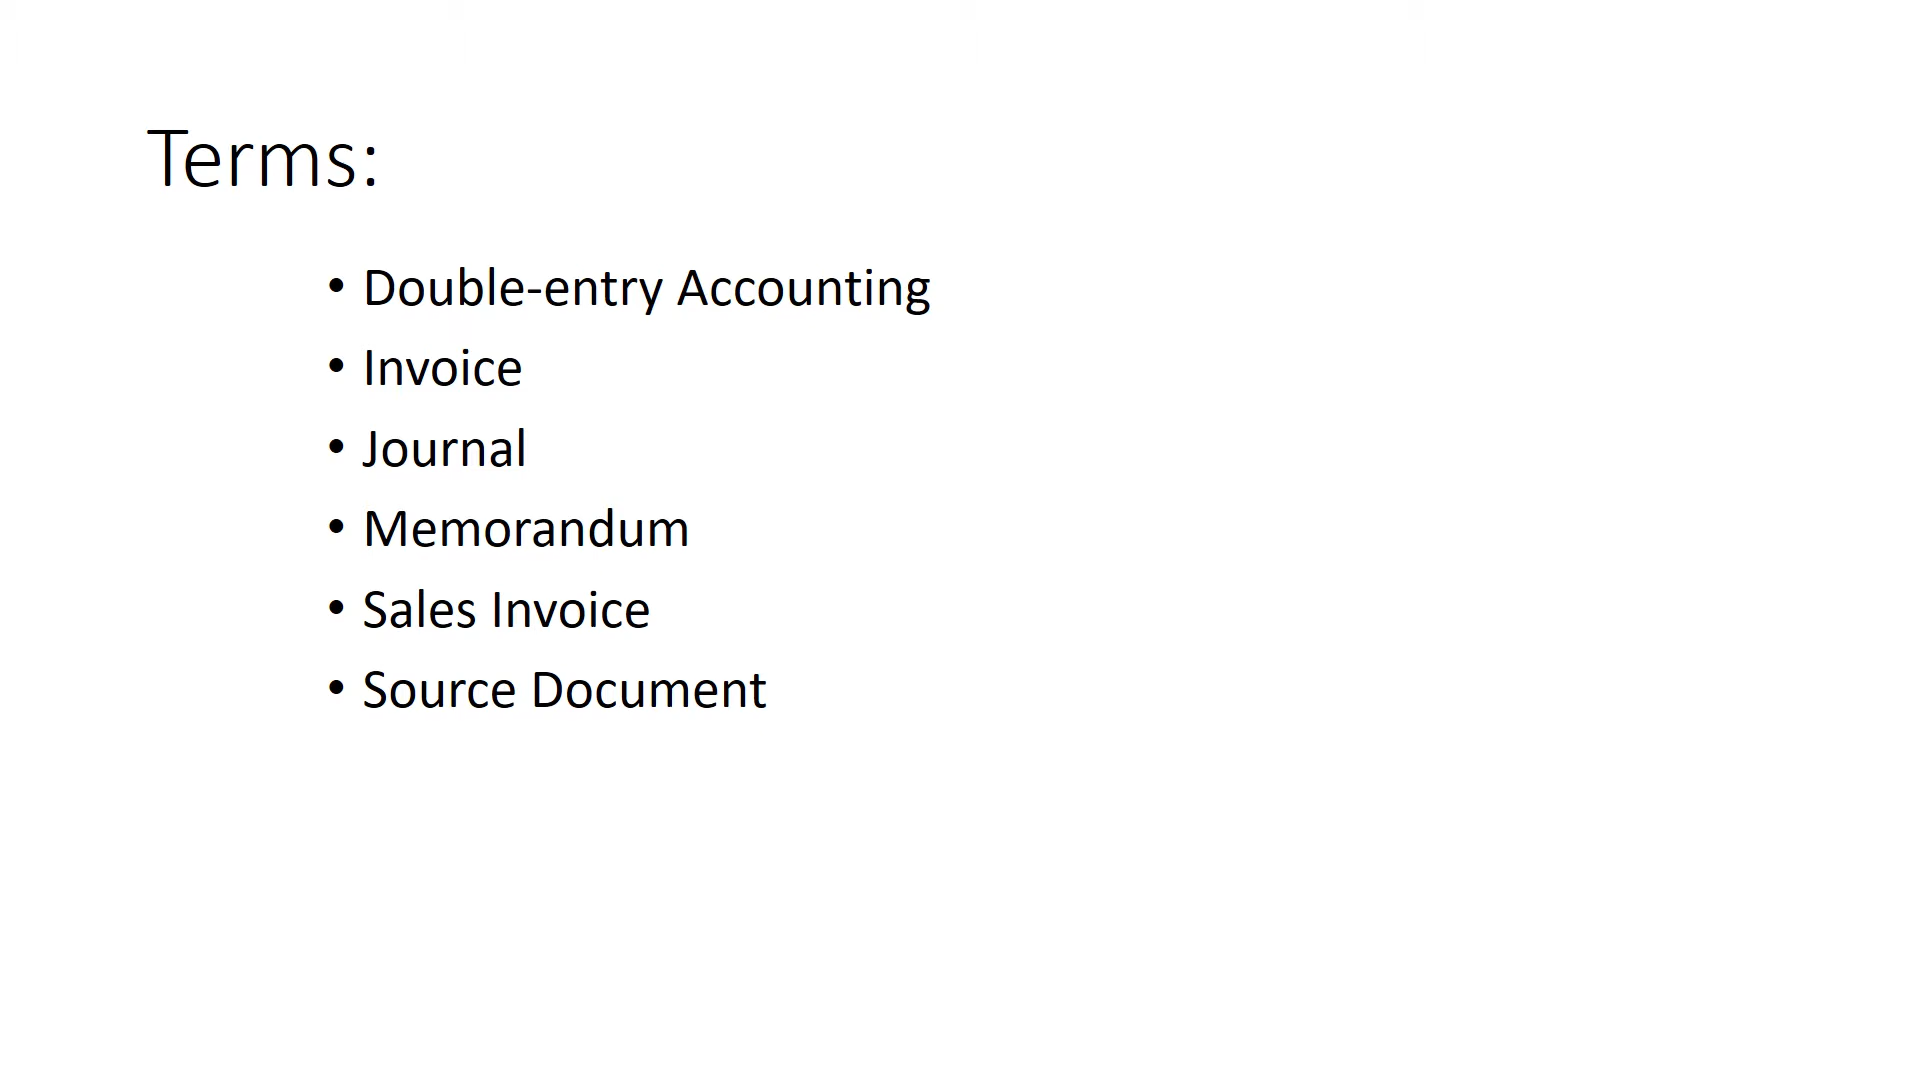 Terms:
• Double-entry Accounting
• Invoice
• Journal
• Memorandum
• Sales Invoice
• Source Document